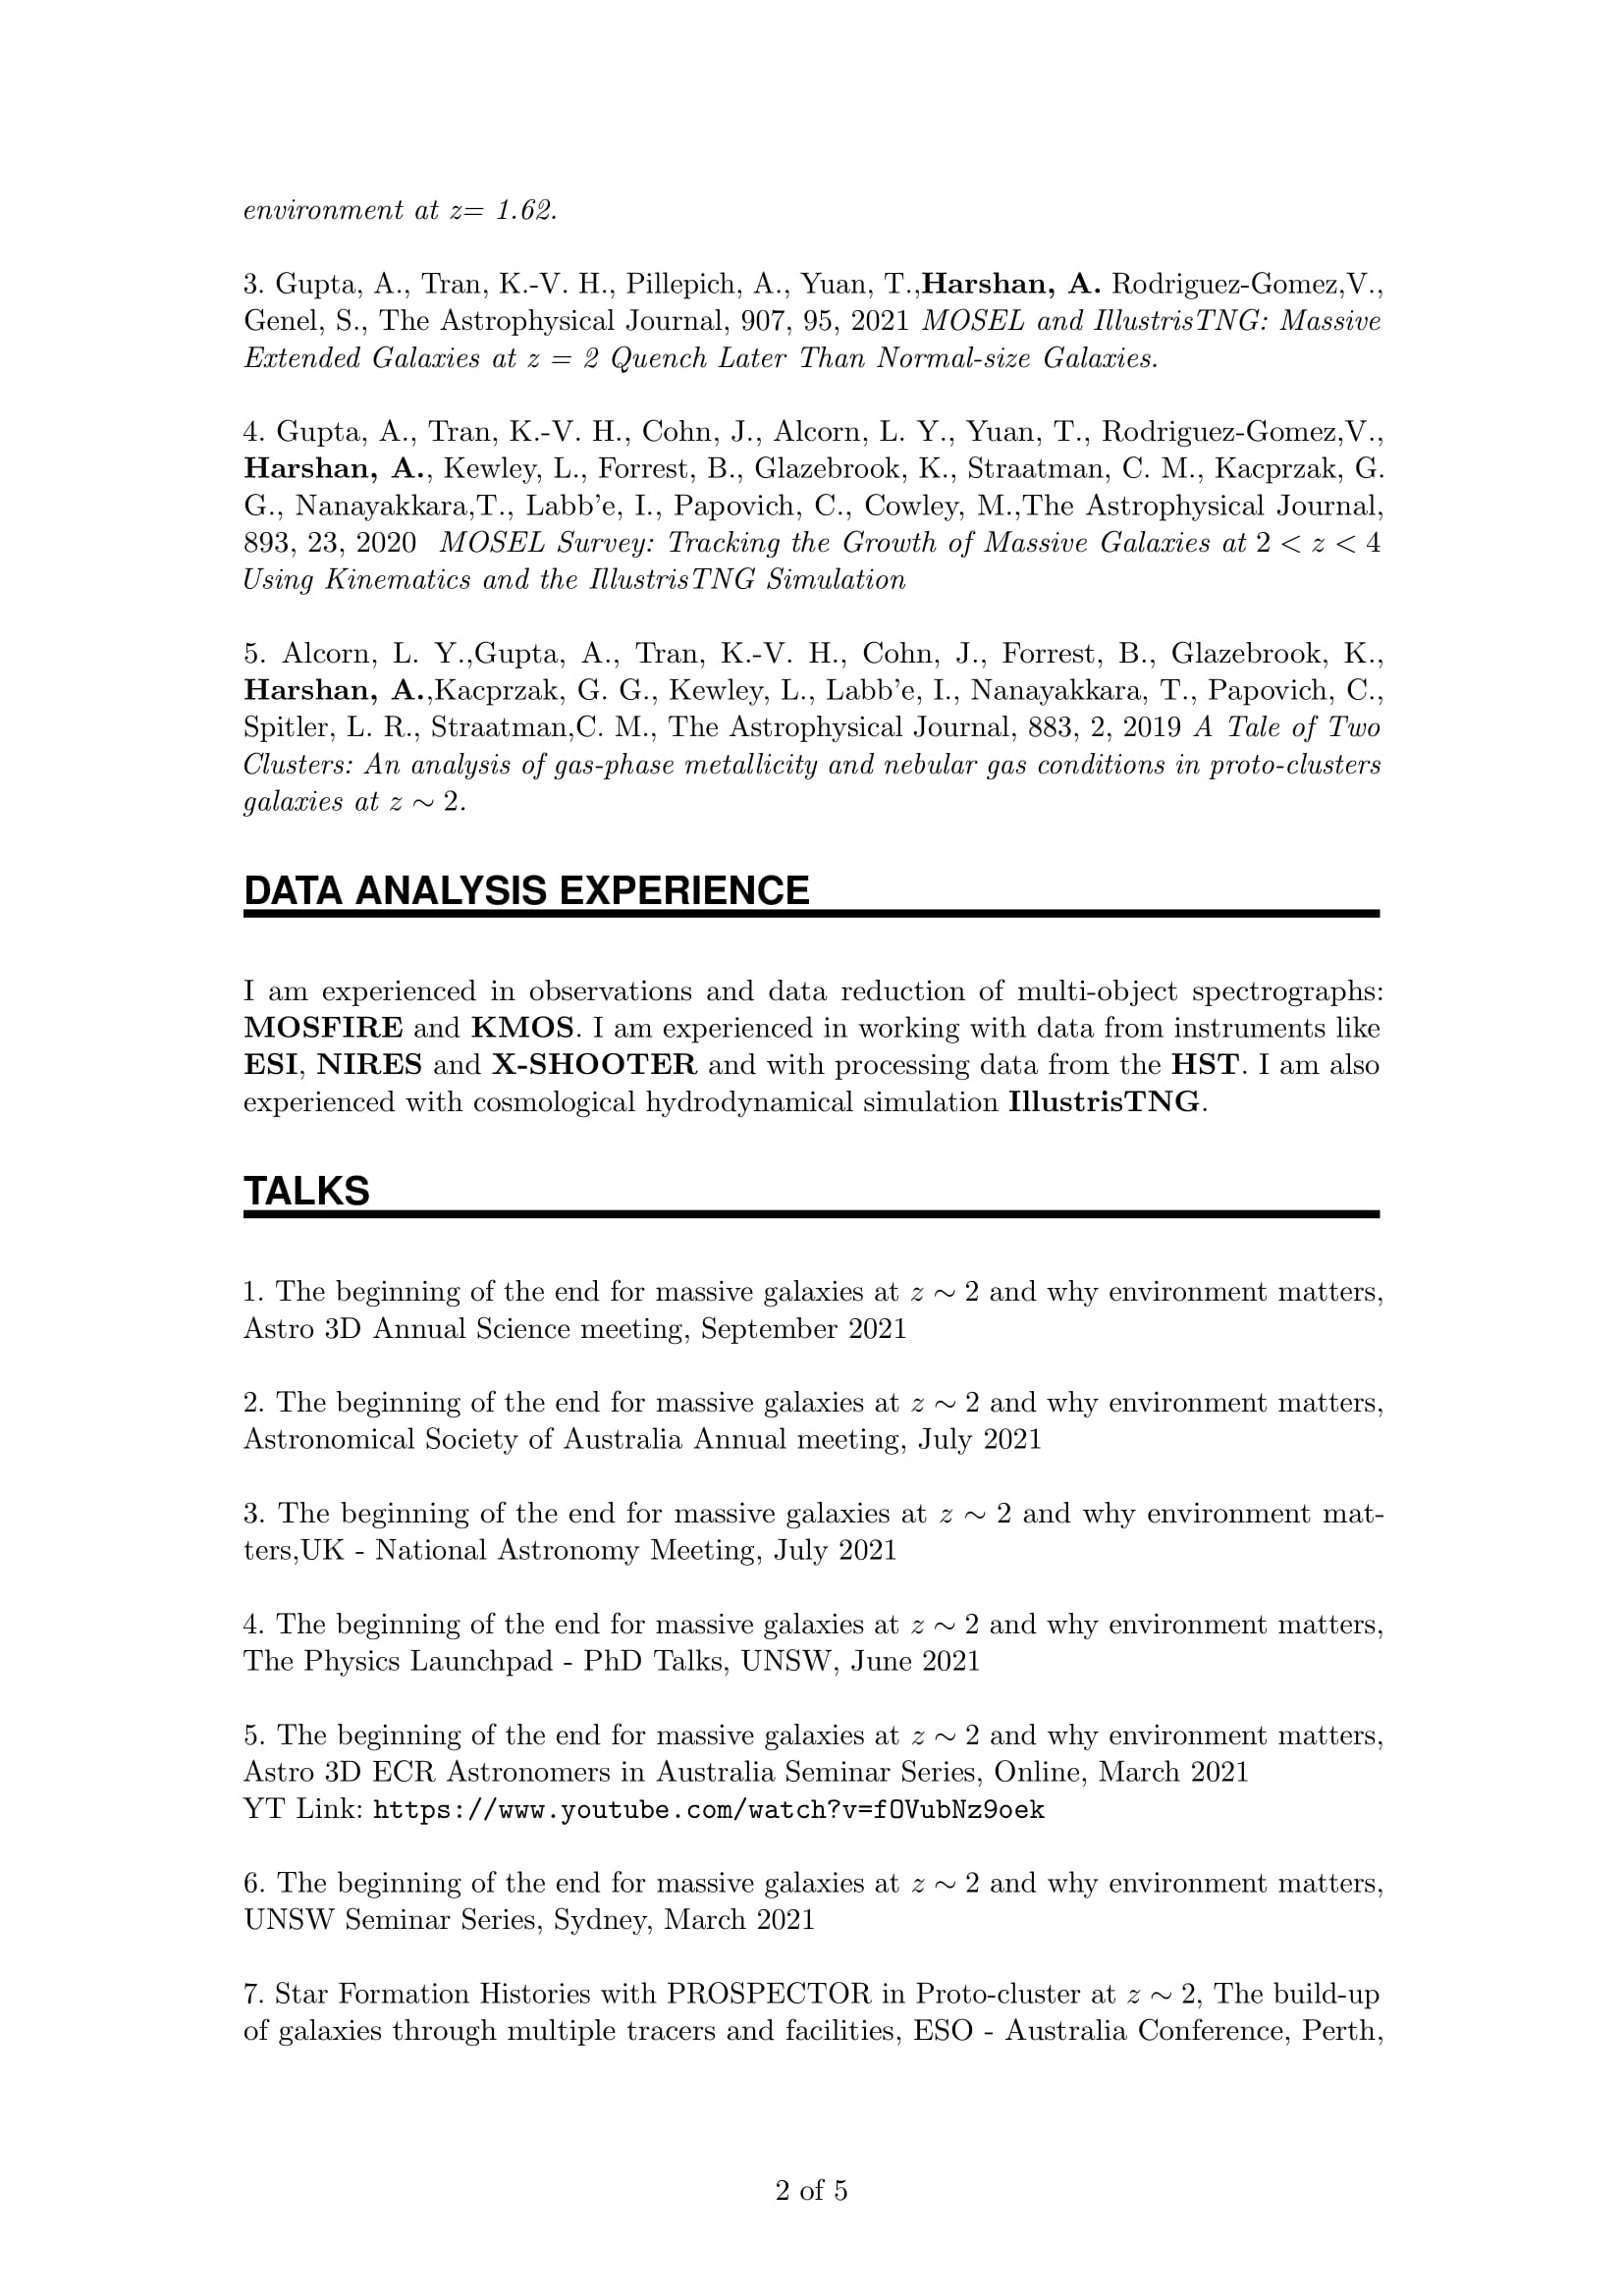 environment at z= 1.62.
3. Gupta, A., Tran, K.-V. H., Pillepich, A., Yuan, T.,Harshan, A. Rodriguez-Gomez,V.,
Genel, S., The Astrophysical Journal, 907, 95, 2021 MOSEL and IllustrisTNG: Massive
Extended Galaxies at z = 2 Quench Later Than Normal-size Galaxies.
4. Gupta, A., Tran, K.-V. H., Cohn, J., Alcorn, L. Y., Yuan, T., Rodriguez-Gomez,V.,
Harshan, A., Kewley, L., Forrest, B., Glazebrook, K., Straatman, C. M., Kacprzak, G.
G., Nanayakkara,T., Labb'e, I., Papovich, C., Cowley, M.,The Astrophysical Journal,
893, 23, 2020 MOSEL Survey: Tracking the Growth of Massive Galaxies at 2 < z < 4
Using Kinematics and the IllustrisTNG Simulation
5. Alcorn, L. Y.,Gupta, A., Tran, K.-V. H., Cohn, J., Forrest, B., Glazebrook, K.,
Harshan, A.,Kacprzak, G. G., Kewley, L., Labb'e, I., Nanayakkara, T., Papovich, C.,
Spitler, L. R., Straatman,C. M., The Astrophysical Journal, 883, 2, 2019 A Tale of Two
Clusters: An analysis of gas-phase metallicity and nebular gas conditions in proto-clusters
galaxies at z ∼ 2.
DATA ANALYSIS EXPERIENCE
I am experienced in observations and data reduction of multi-object spectrographs:
MOSFIRE and KMOS. I am experienced in working with data from instruments like
ESI, NIRES and X-SHOOTER and with processing data from the HST. I am also
experienced with cosmological hydrodynamical simulation IllustrisTNG.
TALKS
1. The beginning of the end for massive galaxies at z ∼ 2 and why environment matters,
Astro 3D Annual Science meeting, September 2021
2. The beginning of the end for massive galaxies at z ∼ 2 and why environment matters,
Astronomical Society of Australia Annual meeting, July 2021
3. The beginning of the end for massive galaxies at z ∼ 2 and why environment mat-
ters,UK - National Astronomy Meeting, July 2021
4. The beginning of the end for massive galaxies at z ∼ 2 and why environment matters,
The Physics Launchpad - PhD Talks, UNSW, June 2021
5. The beginning of the end for massive galaxies at z ∼ 2 and why environment matters,
Astro 3D ECR Astronomers in Australia Seminar Series, Online, March 2021
YT Link: https://www.youtube.com/watch?v=fOVubNz9oek
6. The beginning of the end for massive galaxies at z ∼ 2 and why environment matters,
UNSW Seminar Series, Sydney, March 2021
7. Star Formation Histories with PROSPECTOR in Proto-cluster at z ∼ 2, The build-up
of galaxies through multiple tracers and facilities, ESO - Australia Conference, Perth,
2 of 5